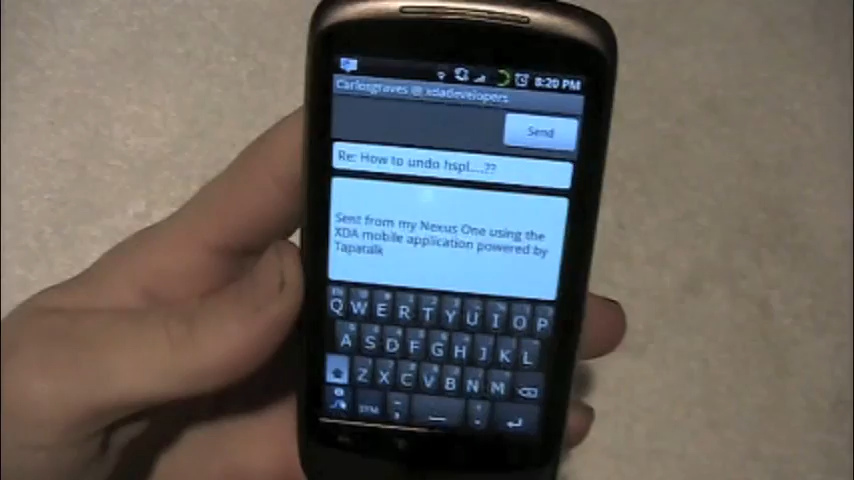 8:20 PM
Carlosgraves @ xdadevelopers
Send
Re: How to undo hspl....??
Sent from my Nexus One using the
XDA mobile application powered by
Tapatalk
Q W E R T Y U I O P
A S D F G H J K L
Z X C V B N M
SYM